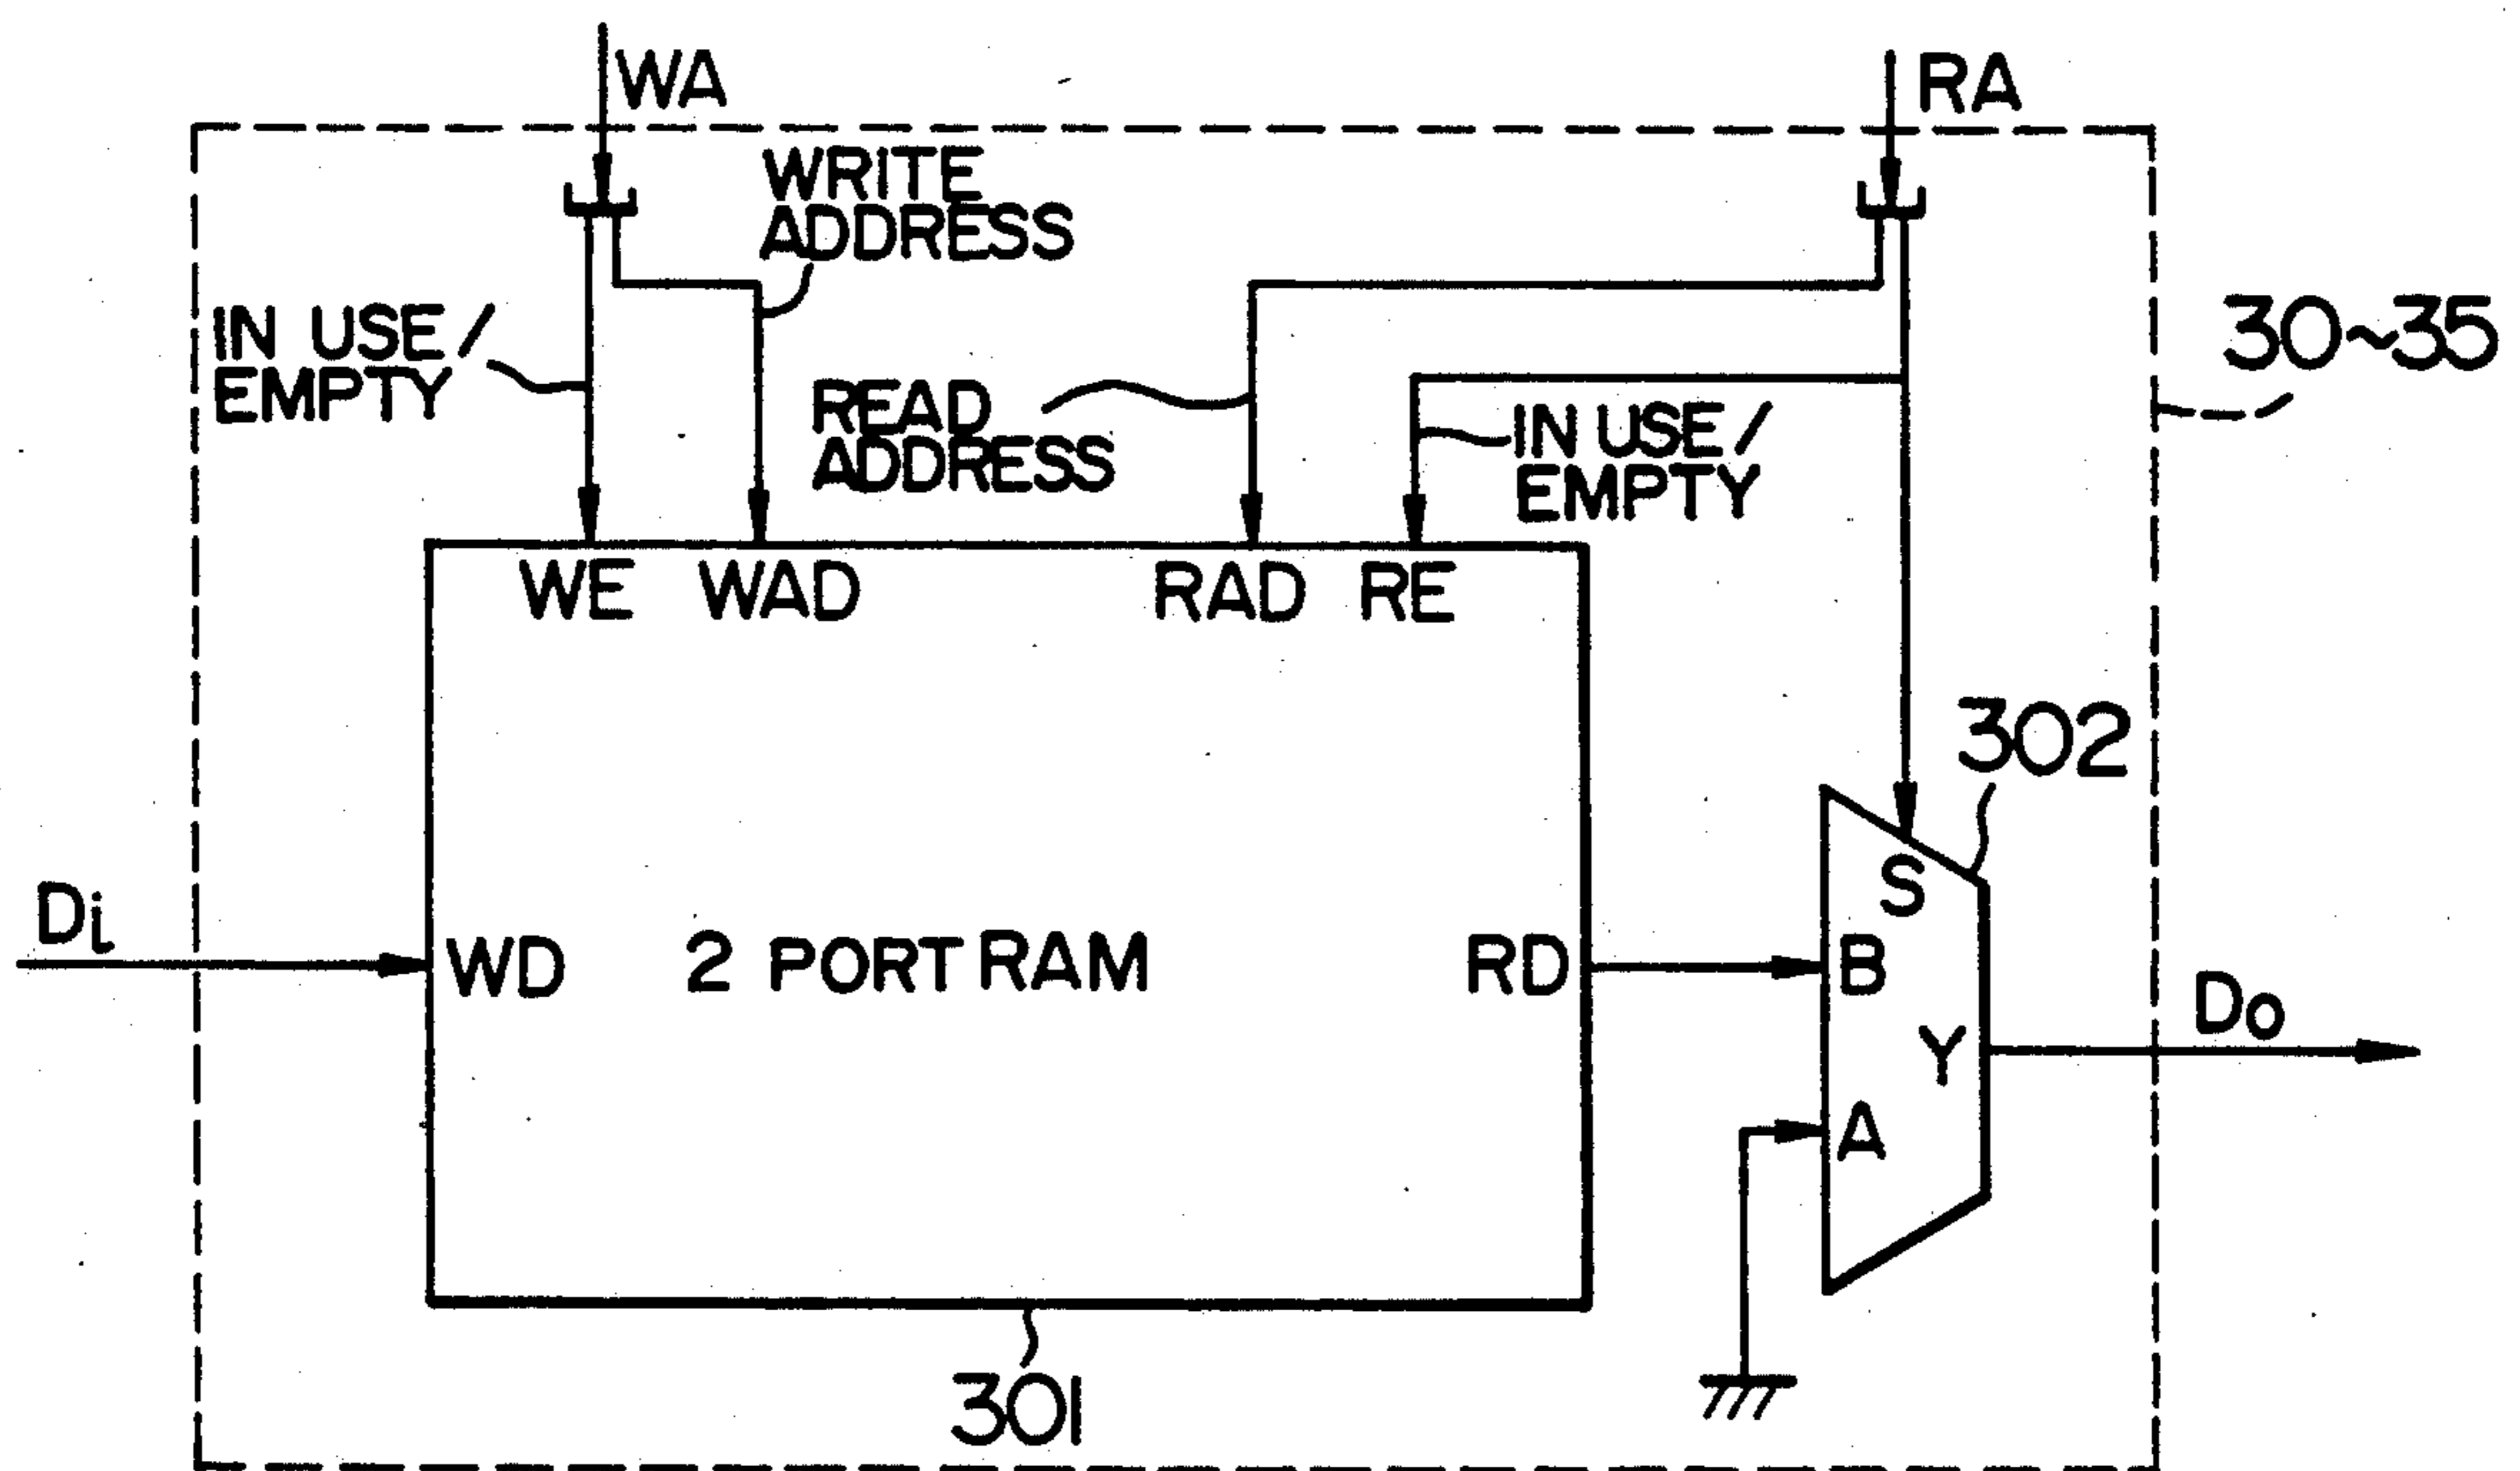 WA
RA
WRITE
ADDRESS
IN USE/
EMPTY
30~35
READ
ADDRESS
IN USE/
EMPTY
WE WAD RAD RE
302
S
Di
WD 2 PORT RAM RD B
Do
Y
A
301